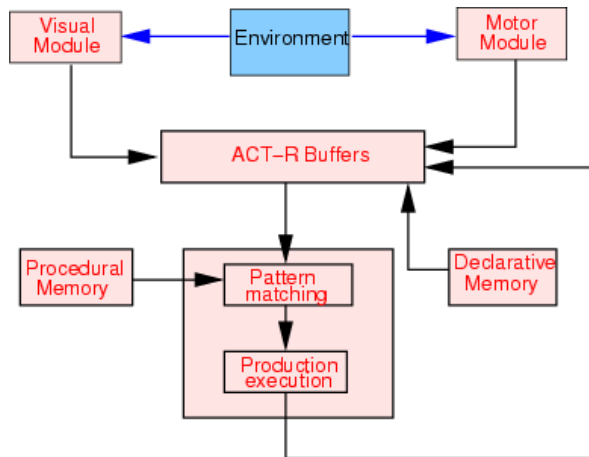 Visual
Module
Environment
Motor
Module
ACT-R Buffers
Procedural
Memory
Pattern
matching
Declarative
Memory
Production
execution